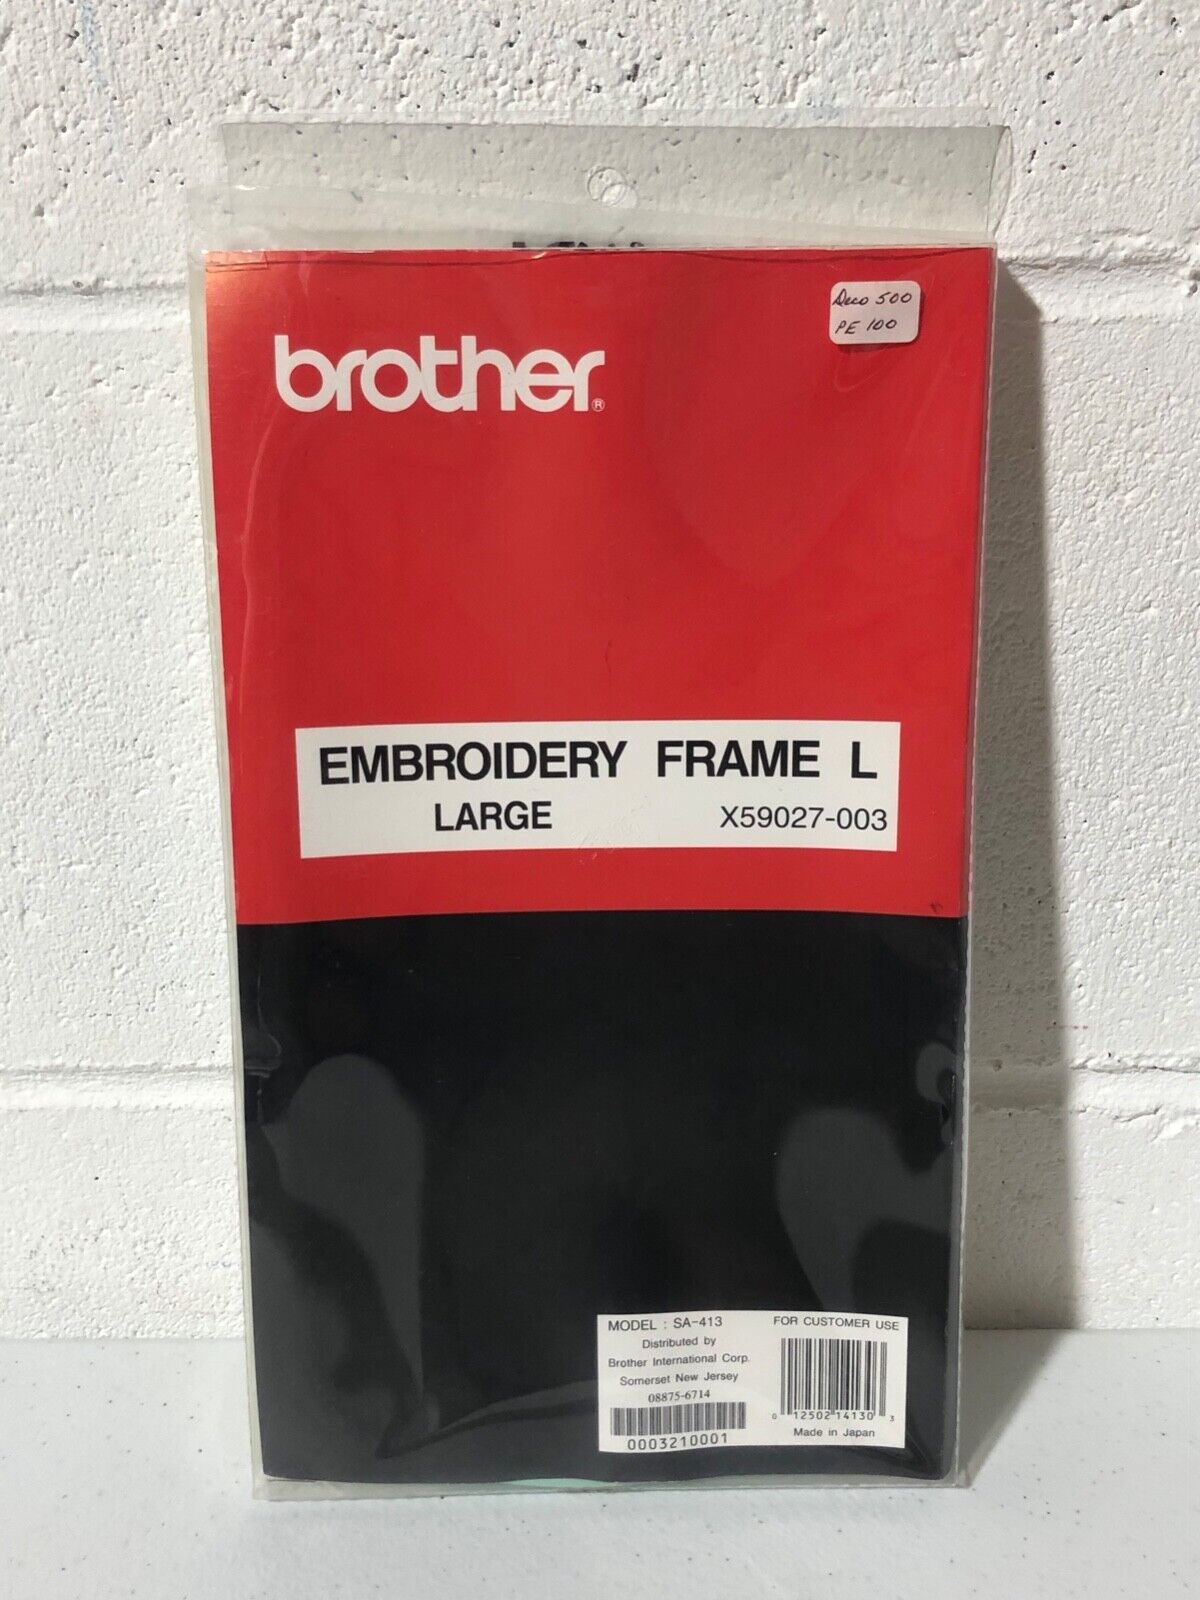 Deco 500
PE 100
brother®
EMBROIDERY FRAME L
LARGE X59027-003
MODEL : SA-413
Distributed by
Brother International Corp.
Somerset New Jersey
08875-6714
0003210001
FOR CUSTOMER USE
0 12502 14130 3
Made in Japan